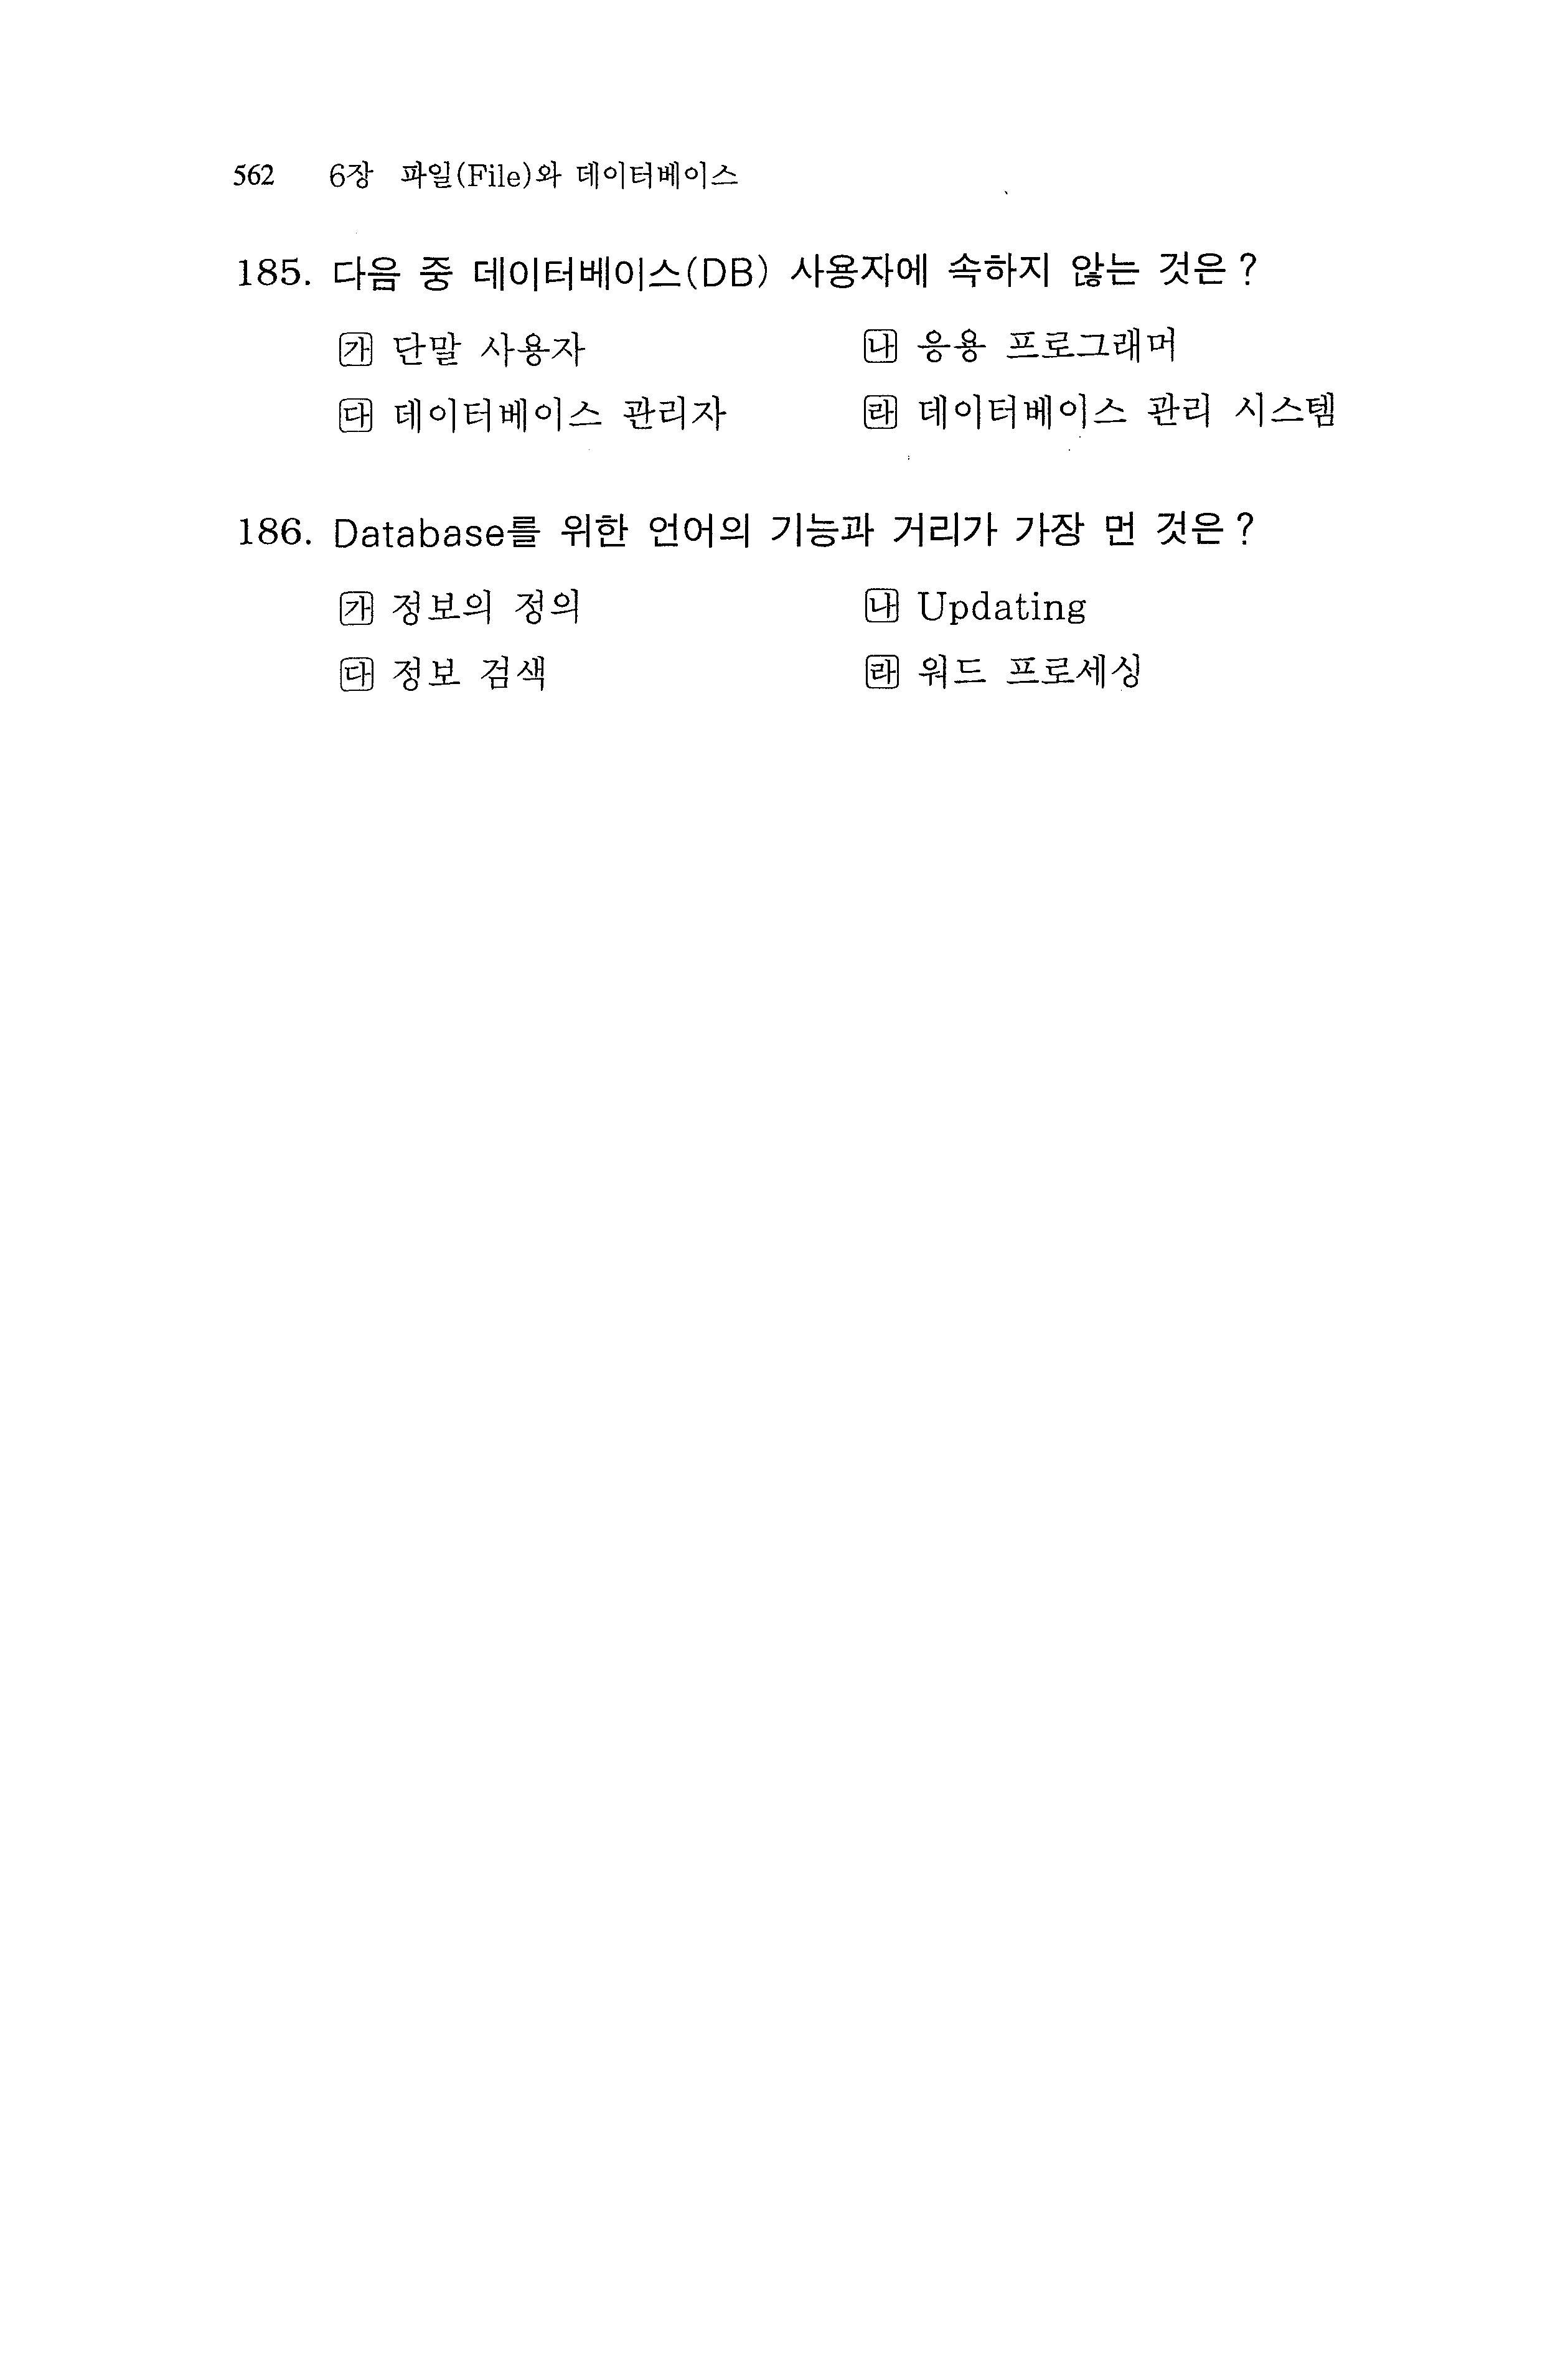 562 6장 파일(File)와 데이터베이스
185. 다음 중 데이터베이스(DB) 사용자에 속하지 않는 것은?
㉮ 단말 사용자 ㉯ 응용 프로그래머
㉰ 데이터베이스 관리자 ㉱ 데이터베이스 관리 시스템
186. Database를 위한 언어의 기능과 거리가 가장 먼 것은?
㉮ 정보의 정의 ㉯ Updating
㉰ 정보 검색 ㉱ 워드 프로세싱